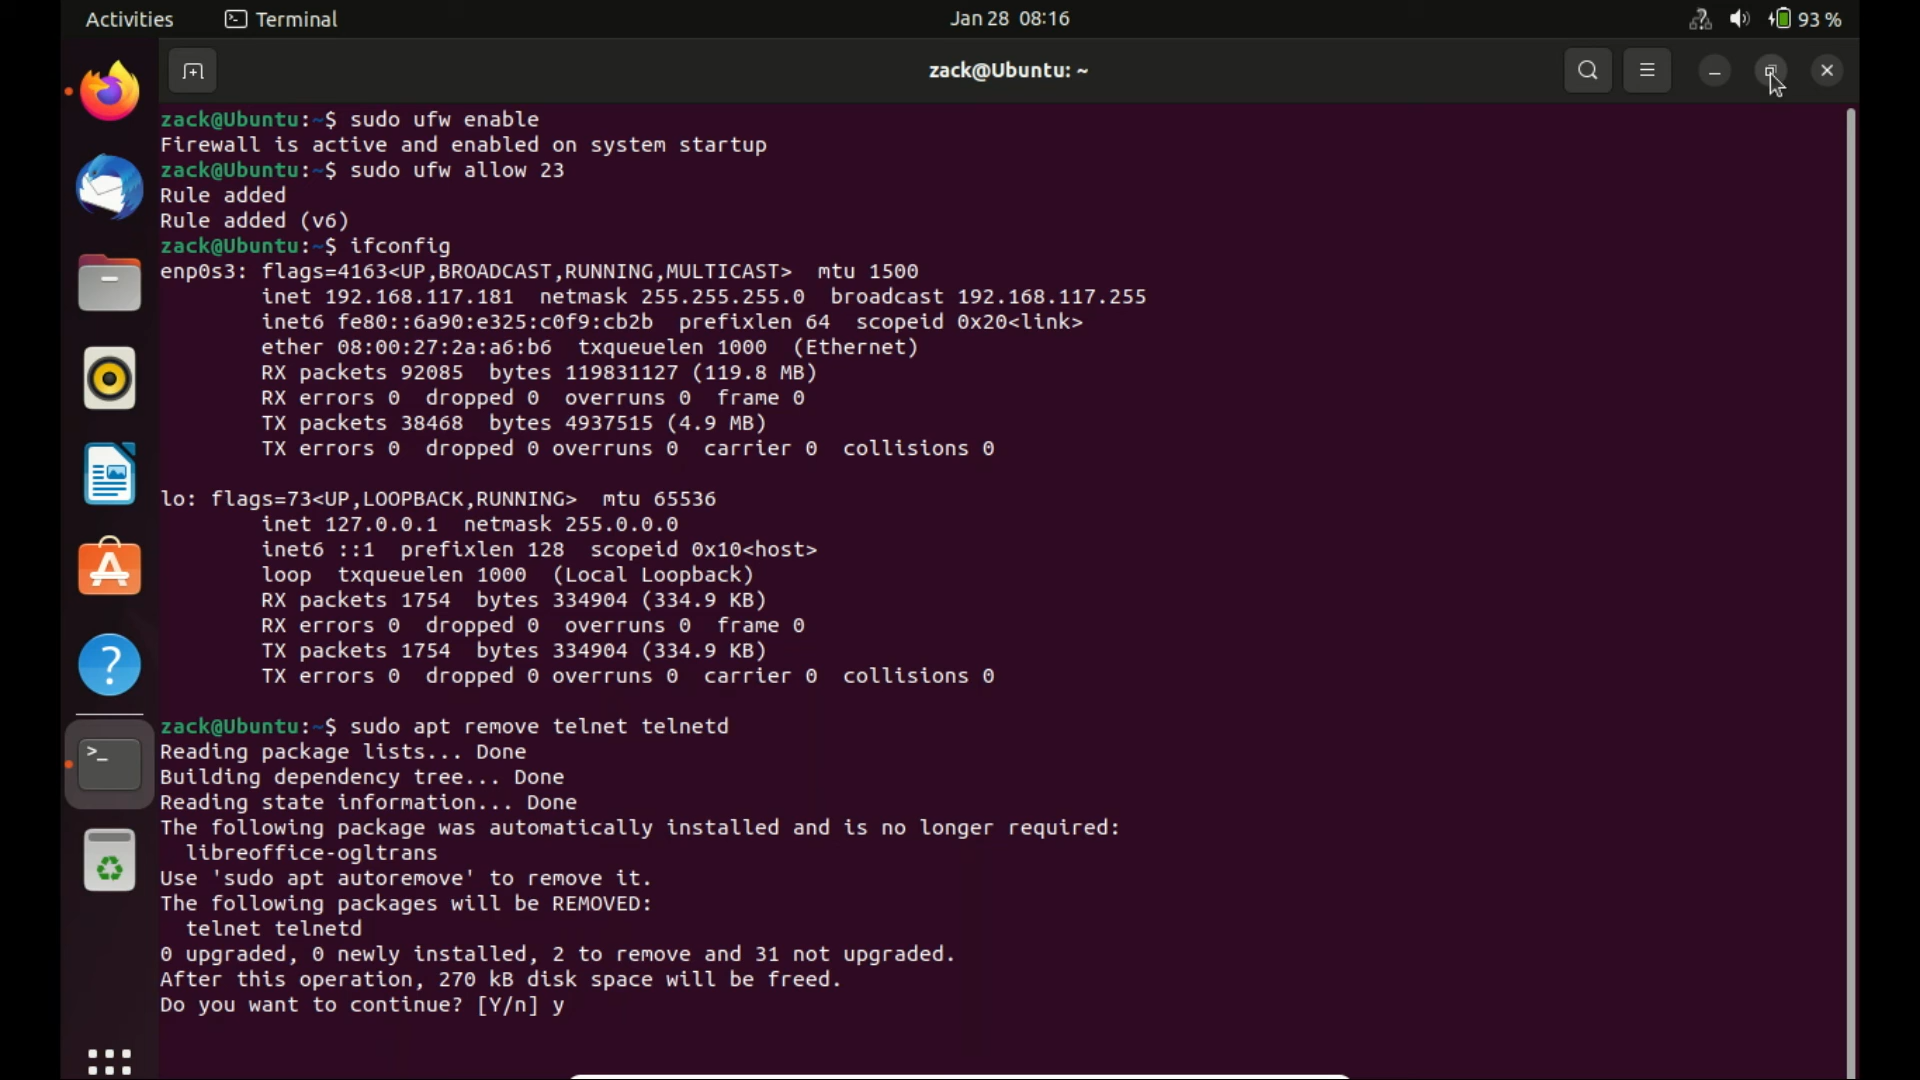 Activities Terminal Jan 28 08:16 93 %
zack@Ubuntu: ~
zack@Ubuntu:~$ sudo ufw enable
Firewall is active and enabled on system startup
zack@Ubuntu:~$ sudo ufw allow 23
Rule added
Rule added (v6)
zack@Ubuntu:~$ ifconfig
enp0s3: flags=4163<UP,BROADCAST,RUNNING,MULTICAST>  mtu 1500
        inet 192.168.117.181  netmask 255.255.255.0  broadcast 192.168.117.255
        inet6 fe80::6a90:e325:c0f9:cb2b  prefixlen 64  scopeid 0x20<link>
        ether 08:00:27:2a:a6:b6  txqueuelen 1000  (Ethernet)
        RX packets 92085  bytes 119831127 (119.8 MB)
        RX errors 0  dropped 0  overruns 0  frame 0
        TX packets 38468  bytes 4937515 (4.9 MB)
        TX errors 0  dropped 0 overruns 0  carrier 0  collisions 0
lo: flags=73<UP,LOOPBACK,RUNNING>  mtu 65536
        inet 127.0.0.1  netmask 255.0.0.0
        inet6 ::1  prefixlen 128  scopeid 0x10<host>
        loop  txqueuelen 1000  (Local Loopback)
        RX packets 1754  bytes 334904 (334.9 KB)
        RX errors 0  dropped 0  overruns 0  frame 0
        TX packets 1754  bytes 334904 (334.9 KB)
        TX errors 0  dropped 0 overruns 0  carrier 0  collisions 0
zack@Ubuntu:~$ sudo apt remove telnet telnetd
Reading package lists... Done
Building dependency tree... Done
Reading state information... Done
The following package was automatically installed and is no longer required:
  libreoffice-ogltrans
Use 'sudo apt autoremove' to remove it.
The following packages will be REMOVED:
  telnet telnetd
0 upgraded, 0 newly installed, 2 to remove and 31 not upgraded.
After this operation, 270 kB disk space will be freed.
Do you want to continue? [Y/n] y